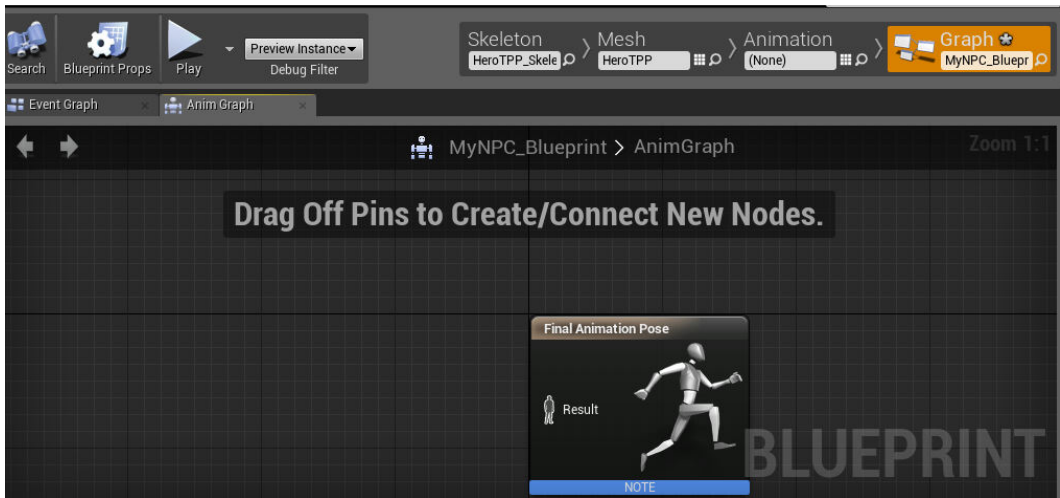 Search
Blueprint Props
Play
Preview Instance
Debug Filter
Skeleton
HeroTPP_Skele
Mesh
HeroTPP
Animation
(None)
Graph
MyNPC_Bluepr
Event Graph
Anim Graph
MyNPC_Blueprint > AnimGraph
Zoom 1:1
Drag Off Pins to Create/Connect New Nodes.
Final Animation Pose
Result
BLUEPRINT
NOTE